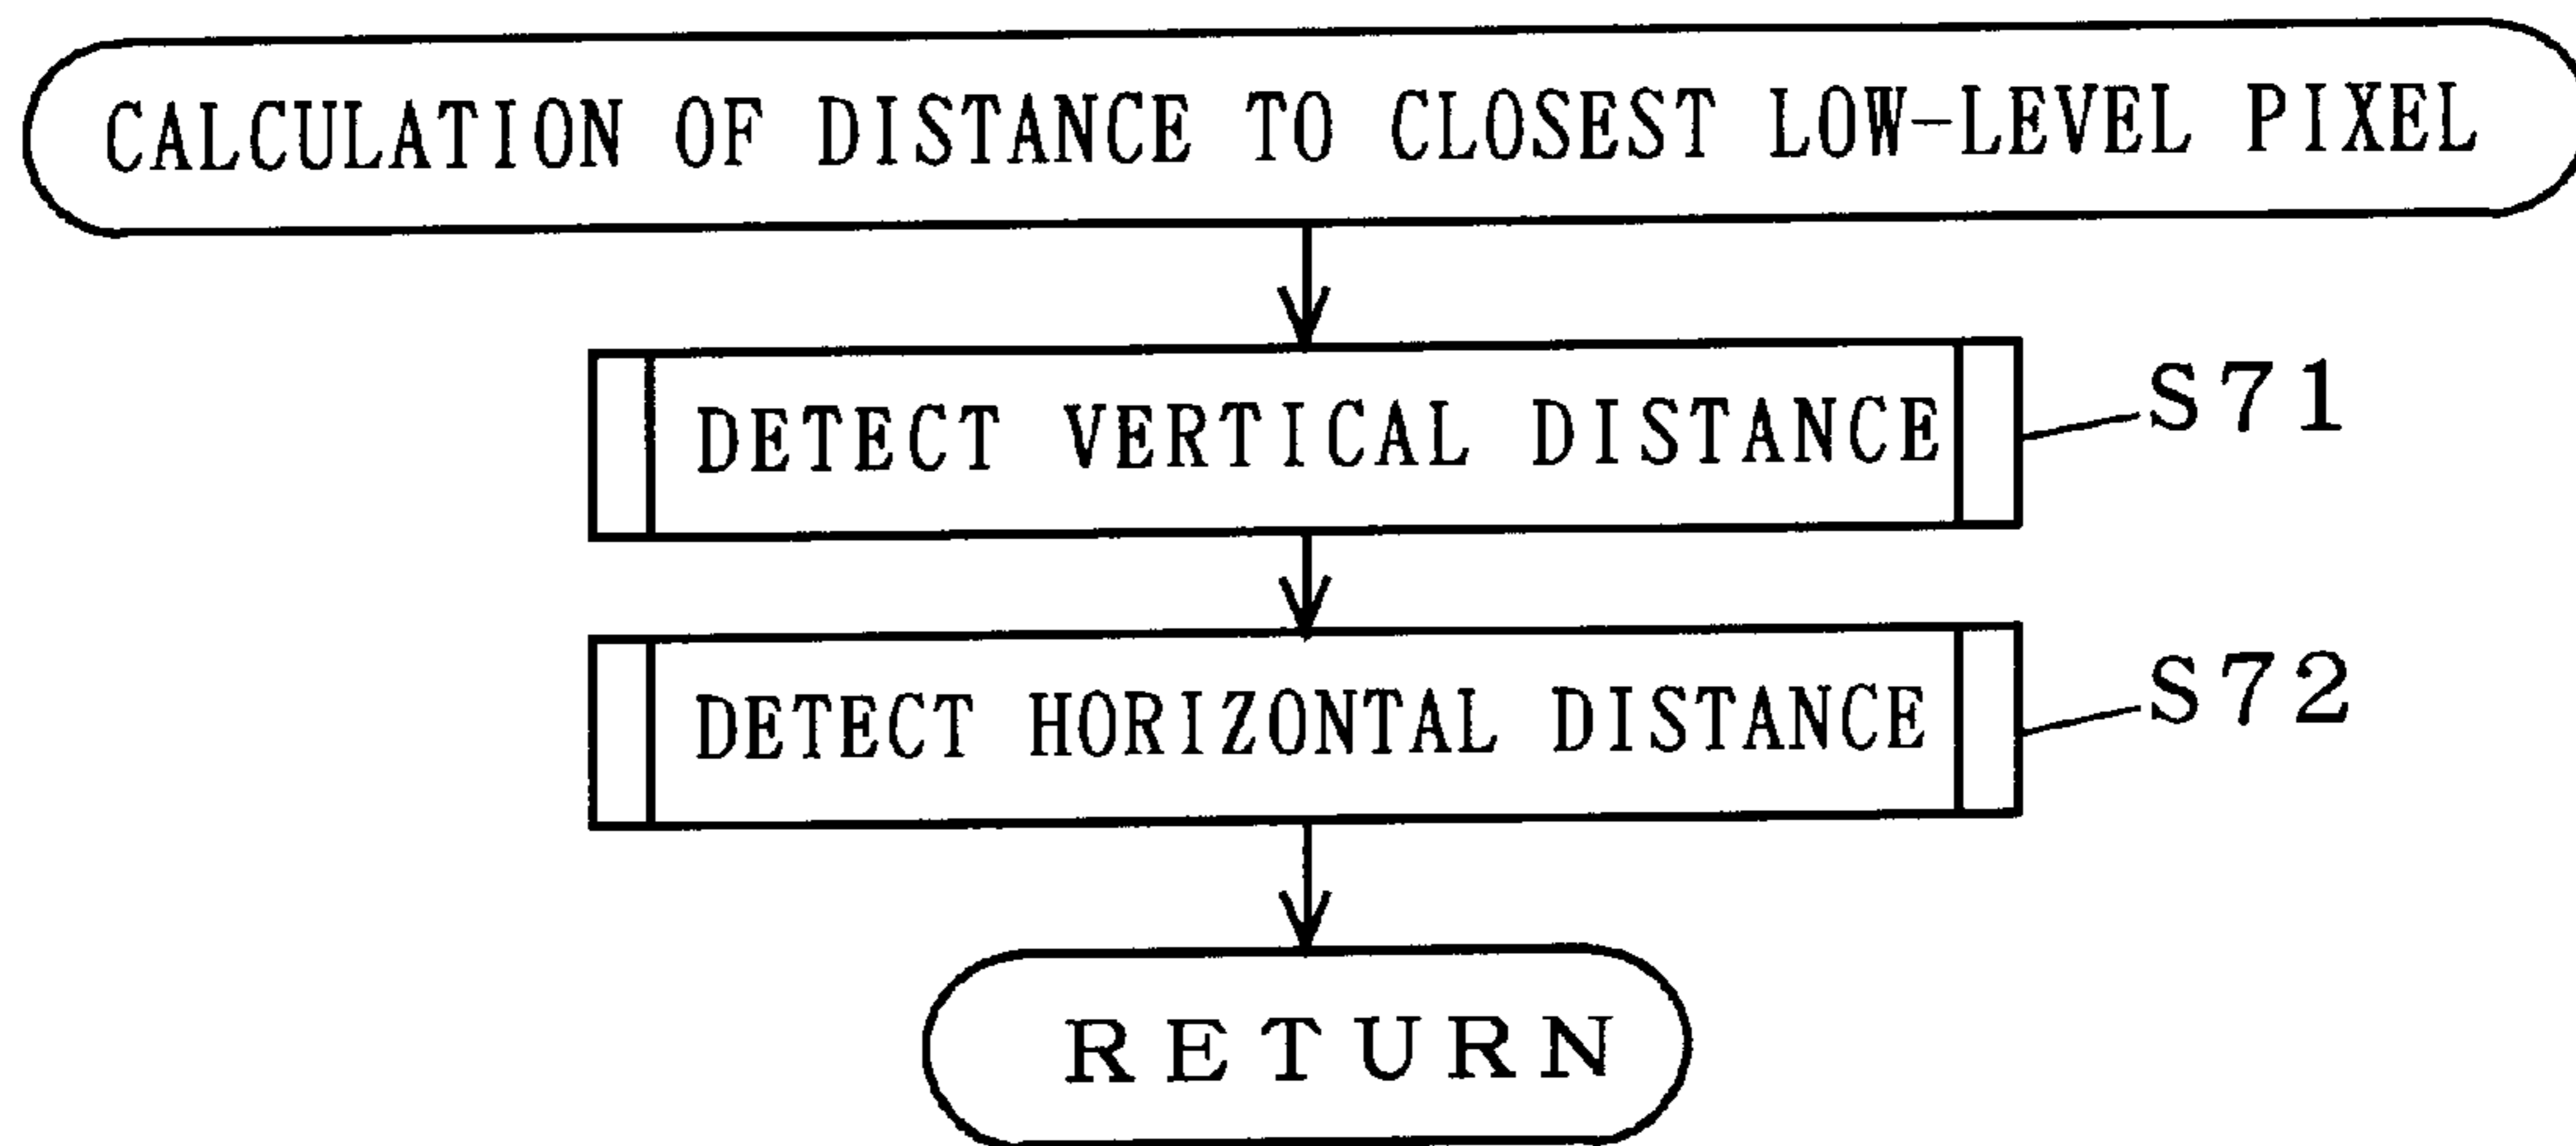 CALCULATION OF DISTANCE TO CLOSEST LOW-LEVEL PIXEL
DETECT VERTICAL DISTANCE
S71
DETECT HORIZONTAL DISTANCE
S72
RETURN